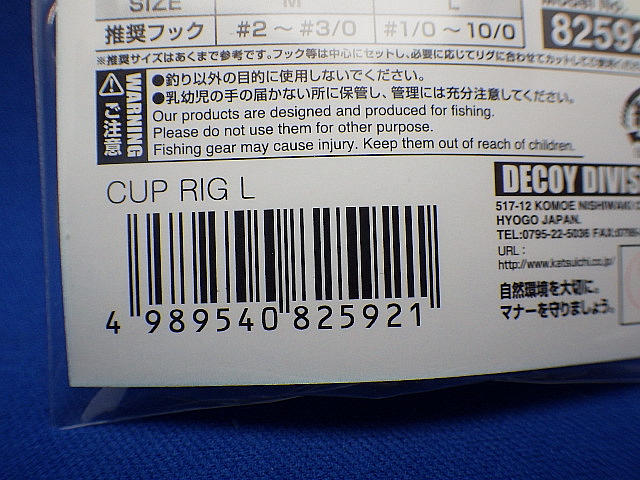 SIZE M L
推奨フック #2 ～ #3/0 #1/0 ～ 10/0
8259
※推奨サイズはあくまで参考です。フック等は中心にセットし、必要に応じてリグに合わせてカットして
WARNING
ご注意
●釣り以外の目的に使用しないでください。
●乳幼児の手の届かない所に保管し、管理には充分注意してください。
Our products are designed and produced for fishing.
Please do not use them for other purpose.
Fishing gear may cause injury. Keep them out of reach of children.
CUP RIG L
4 989540 825921
DECOY DIVIS
517-12 KOMOE NISHIWAKI
HYOGO JAPAN.
TEL:0795-22-5036 FAX:
URL :
http://www.katsuichi.co.jp/
自然環境を大切に。
マナーを守りましょう。